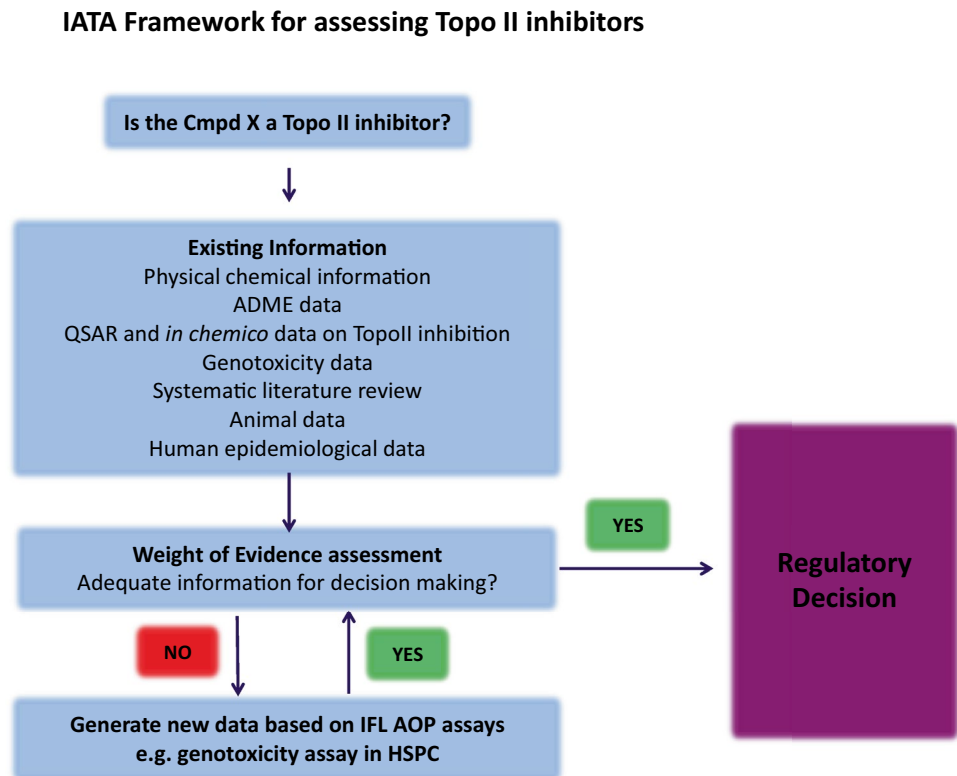 IATA Framework for assessing Topo II inhibitors
Is the Cmpd X a Topo II inhibitor?
Existing Information
Physical chemical information
ADME data
QSAR and in chemico data on TopoII inhibition
Genotoxicity data
Systematic literature review
Animal data
Human epidemiological data
Weight of Evidence assessment
Adequate information for decision making?
YES
Regulatory
Decision
NO
YES
Generate new data based on IFL AOP assays
e.g. genotoxicity assay in HSPC